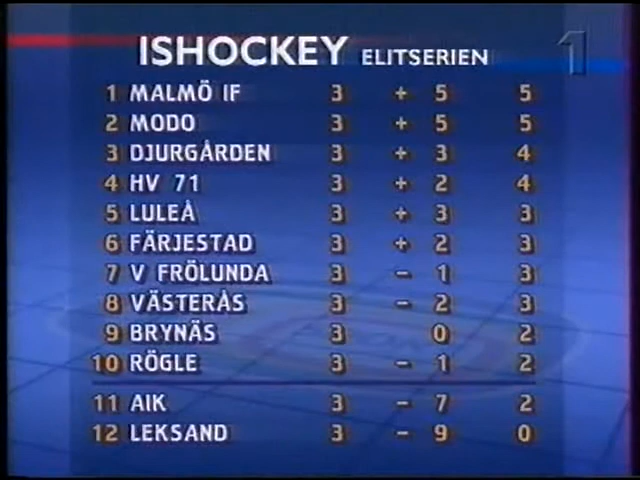 ISHOCKEY ELITSERIEN 1
1 MALMÖ IF 3 + 5 5
2 MODO 3 + 5 5
3 DJURGÅRDEN 3 + 3 4
4 HV 71 3 + 2 4
5 LULEÅ 3 + 3 3
6 FÄRJESTAD 3 + 2 3
7 V FRÖLUNDA 3 - 1 3
8 VÄSTERÅS 3 - 2 3
9 BRYNÄS 3 0 2
10 RÖGLE 3 - 1 2
11 AIK 3 - 7 2
12 LEKSAND 3 - 9 0